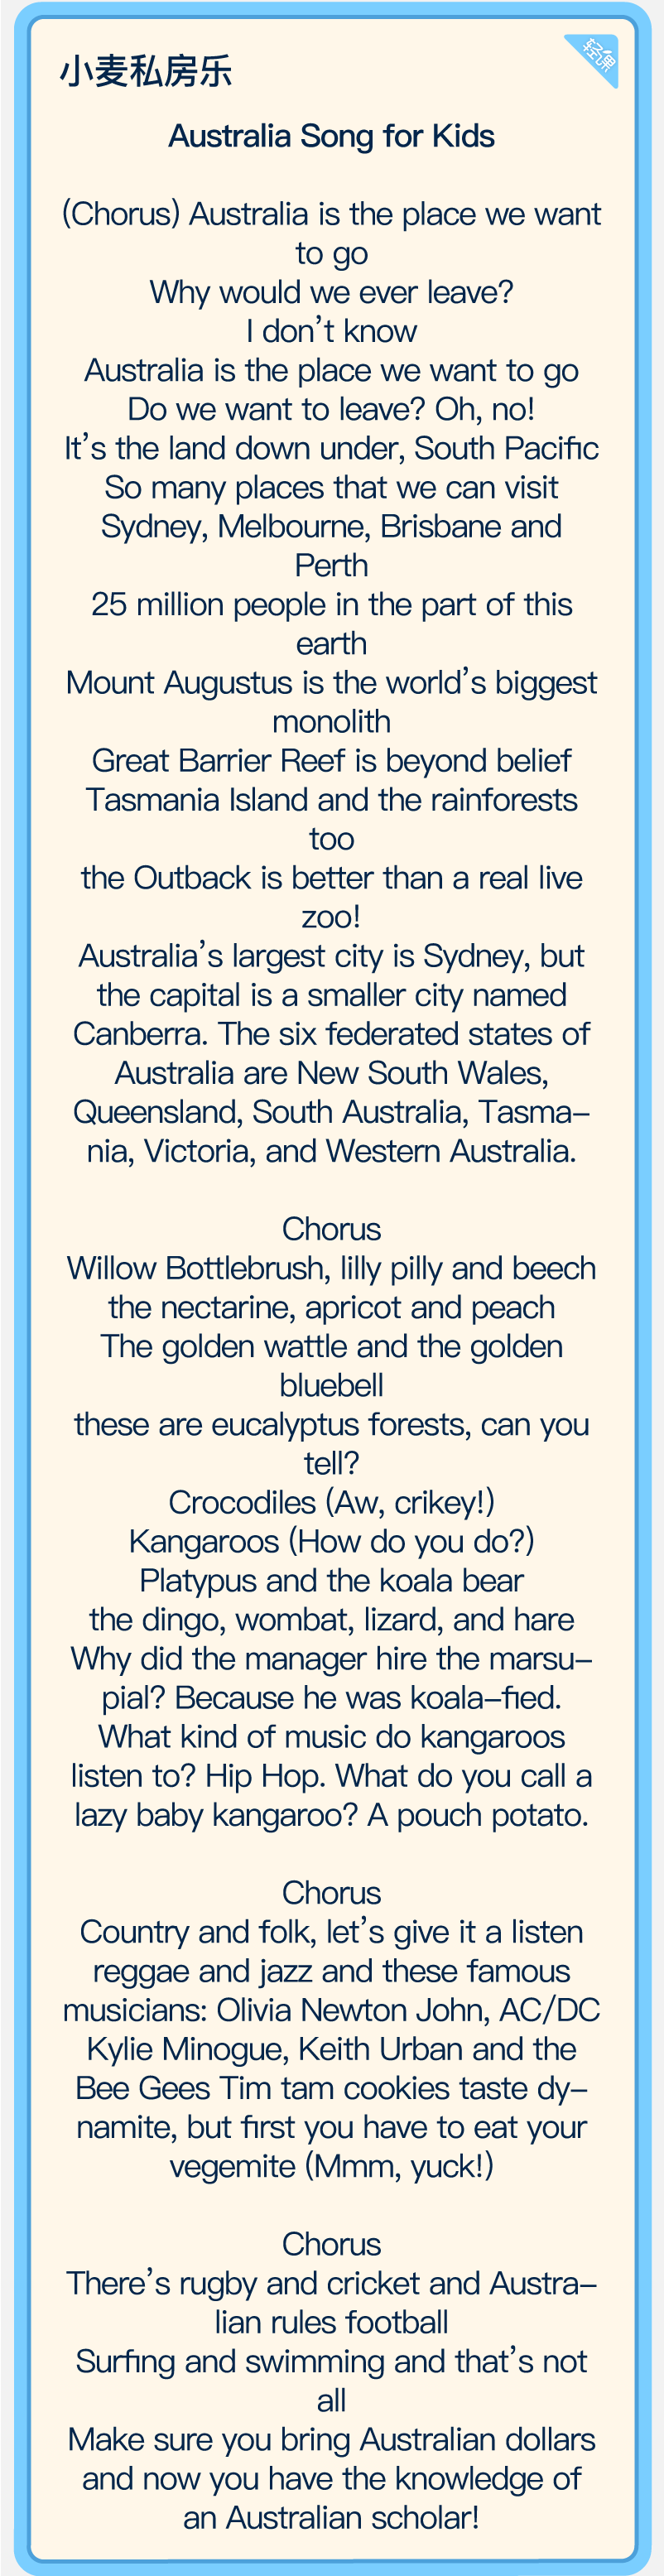 小麦私房乐
轻课
Australia Song for Kids
(Chorus) Australia is the place we want
to go
Why would we ever leave?
I don't know
Australia is the place we want to go
Do we want to leave? Oh, no!
It's the land down under, South Pacific
So many places that we can visit
Sydney, Melbourne, Brisbane and
Perth
25 million people in the part of this
earth
Mount Augustus is the world's biggest
monolith
Great Barrier Reef is beyond belief
Tasmania Island and the rainforests
too
the Outback is better than a real live
zoo!
Australia's largest city is Sydney, but
the capital is a smaller city named
Canberra. The six federated states of
Australia are New South Wales,
Queensland, South Australia, Tasma-
nia, Victoria, and Western Australia.
Chorus
Willow Bottlebrush, lilly pilly and beech
the nectarine, apricot and peach
The golden wattle and the golden
bluebell
these are eucalyptus forests, can you
tell?
Crocodiles (Aw, crikey!)
Kangaroos (How do you do?)
Platypus and the koala bear
the dingo, wombat, lizard, and hare
Why did the manager hire the marsu-
pial? Because he was koala-fied.
What kind of music do kangaroos
listen to? Hip Hop. What do you call a
lazy baby kangaroo? A pouch potato.
Chorus
Country and folk, let's give it a listen
reggae and jazz and these famous
musicians: Olivia Newton John, AC/DC
Kylie Minogue, Keith Urban and the
Bee Gees Tim tam cookies taste dy-
namite, but first you have to eat your
vegemite (Mmm, yuck!)
Chorus
There's rugby and cricket and Austra-
lian rules football
Surfing and swimming and that's not
all
Make sure you bring Australian dollars
and now you have the knowledge of
an Australian scholar!